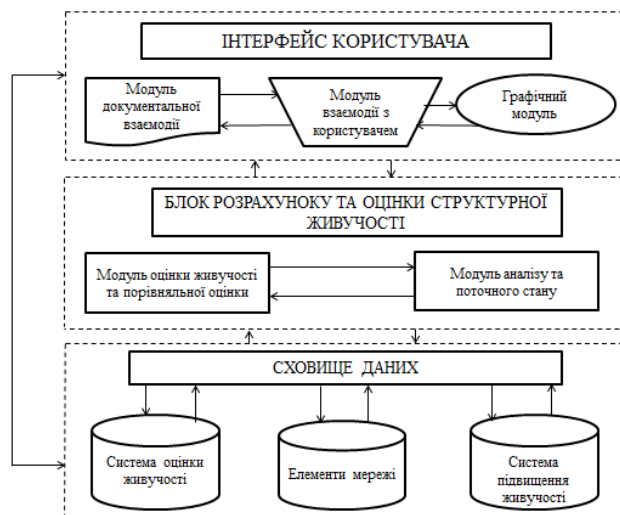 ІНТЕРФЕЙС КОРИСТУВАЧА
Модуль
документальної
взаємодії
Модуль
взаємодії з
користувачем
Графічний
модуль
БЛОК РОЗРАХУНОКУ ТА ОЦІНКИ СТРУКТУРНОЇ
ЖИВУЧОСТІ
Модуль оцінки живучості
та порівняльної оцінки
Модуль аналізу та
поточного стану
СХОВИЩЕ ДАНИХ
Система оцінки
живучості
Елементи мережі
Система
підвищення
живучості